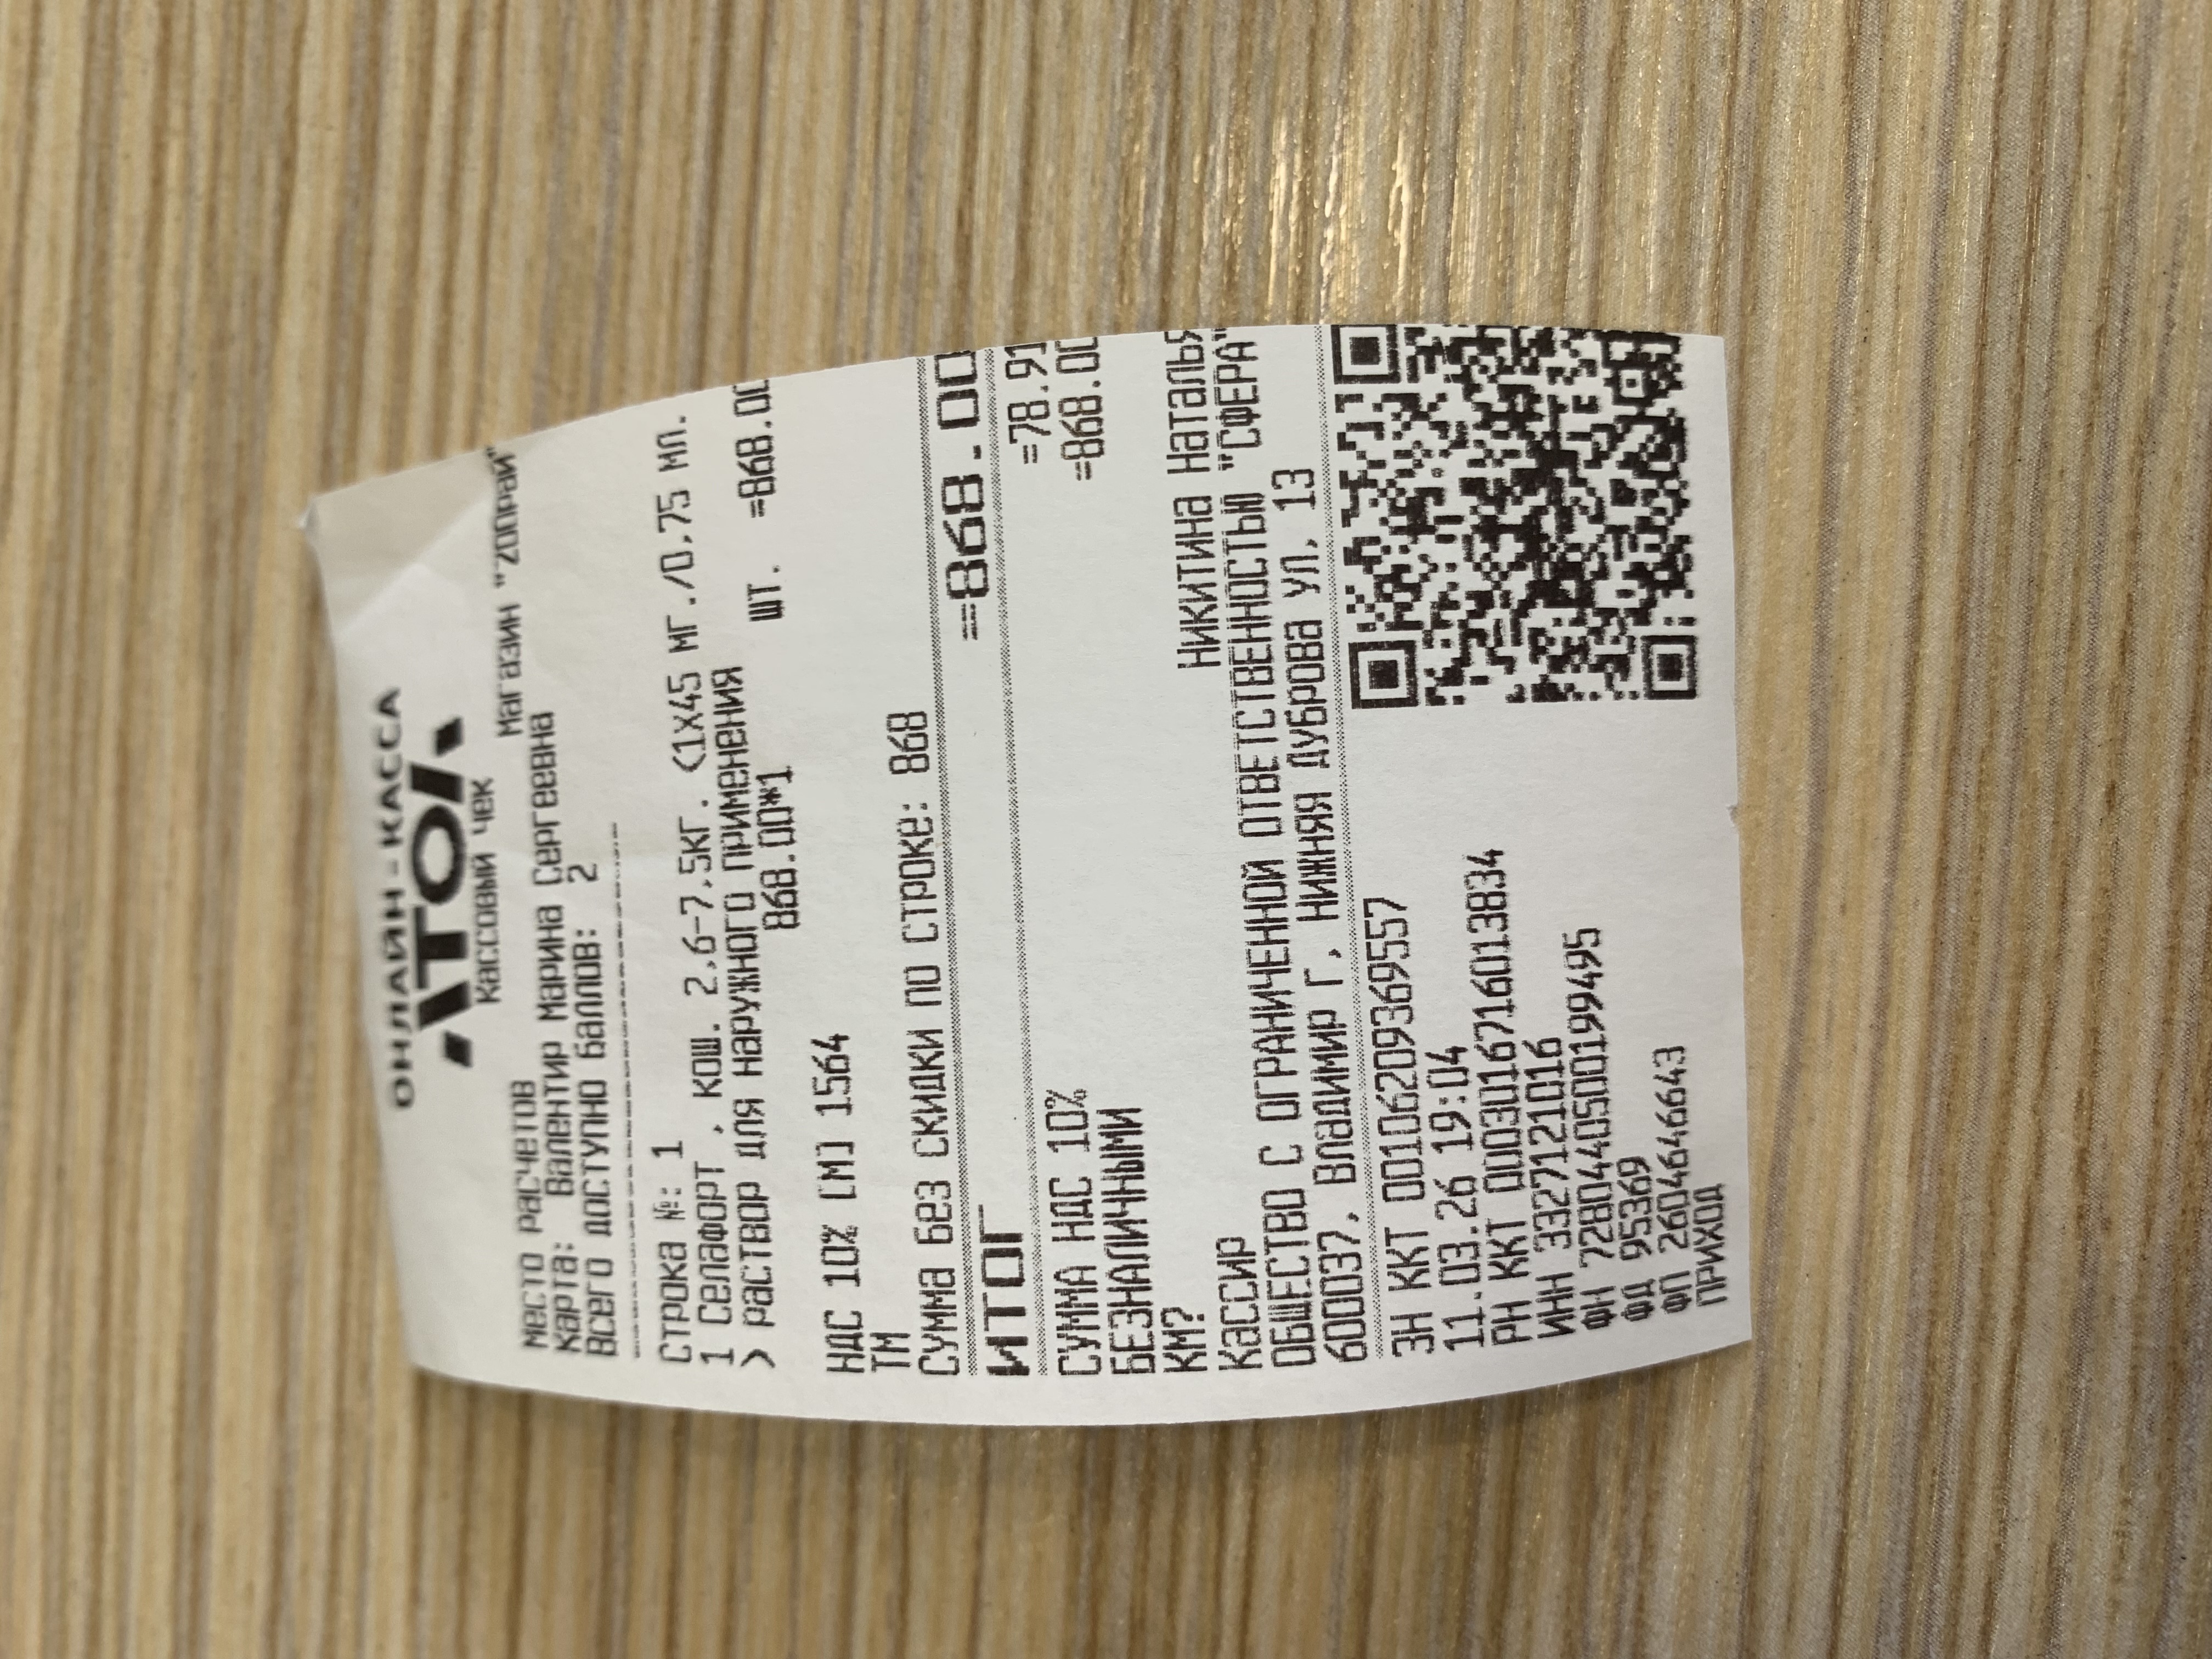 ОНЛАЙН-КАССА
АТОЛ
Кассовый чек
Место расчетов Магазин "ZООРАЙ"
Карта: Валентир Марина Сергеевна
Всего доступно баллов: 2
Строка №: 1
1 Селафорт , кош. 2,6-7,5кг. (1х45 мг./0,75 мл.
) раствор для наружного применения
868.00*1 шт. =868.00
НДС 10% [М] 1564
ТМ
Сумма без скидки по строке: 868
ИТОГ =868.00
СУММА НДС 10% =78.91
БЕЗНАЛИЧНЫМИ =868.00
КМ?
Кассир Никитина Наталья
ОБЩЕСТВО С ОГРАНИЧЕННОЙ ОТВЕТСТВЕННОСТЬЮ "СФЕРА"
600037, Владимир г, Нижняя Дуброва ул, 13
ЗН ККТ 00106209369557
11.03.26 19:04
РН ККТ 0003016716013834
ИНН 3327121016
ФН 7280440500199495
ФД 95369
ФП 2604646643
ПРИХОД